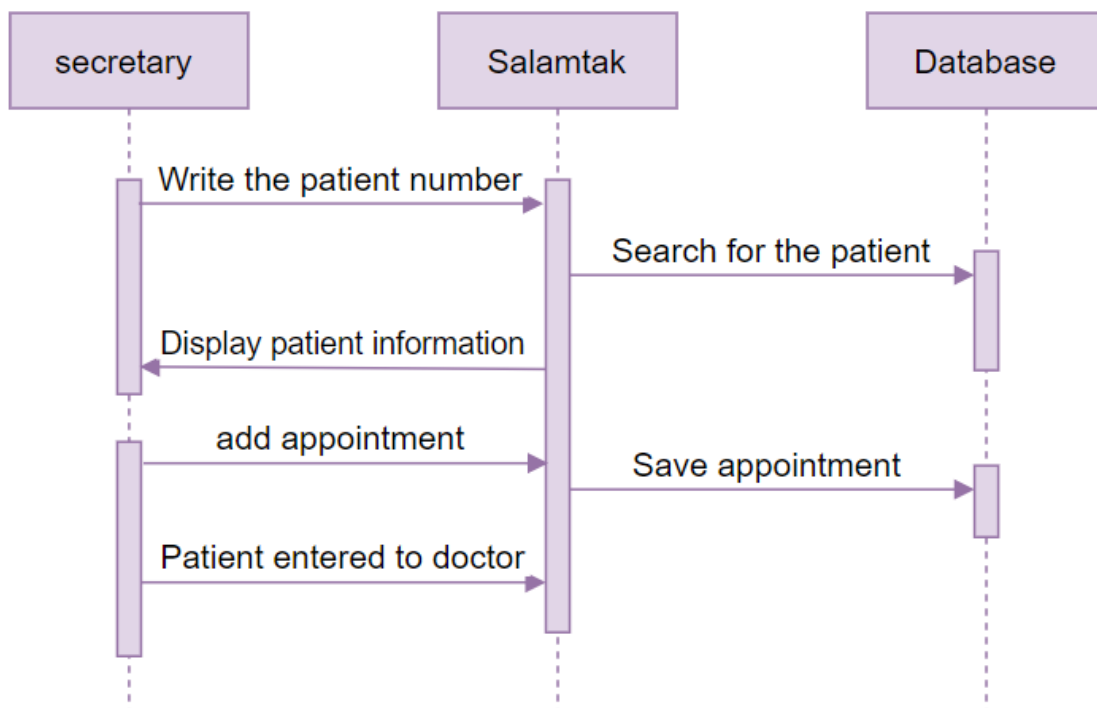 secretary
Salamtak
Database
Write the patient number
Search for the patient
Display patient information
add appointment
Save appointment
Patient entered to doctor